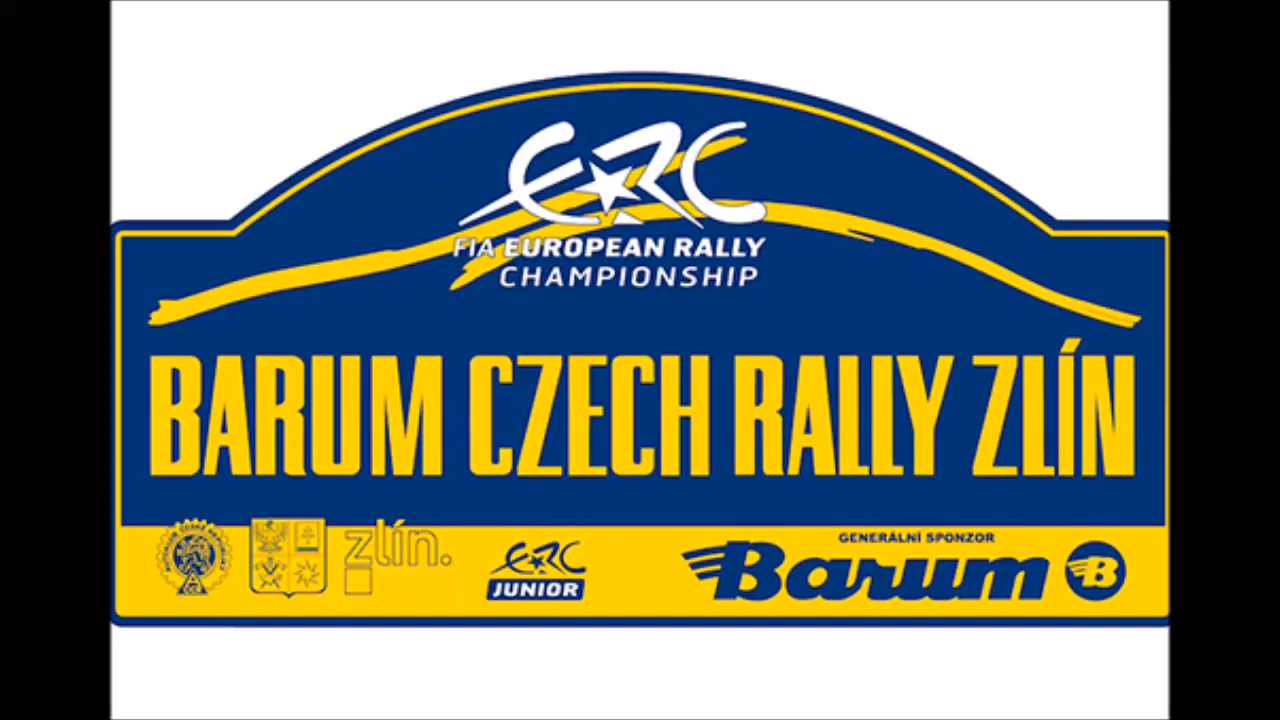 ERC
FIA EUROPEAN RALLY
CHAMPIONSHIP
BARUM CZECH RALLY ZLÍN
zlín.
ERC
JUNIOR
GENERÁLNÍ SPONZOR
Barum
B